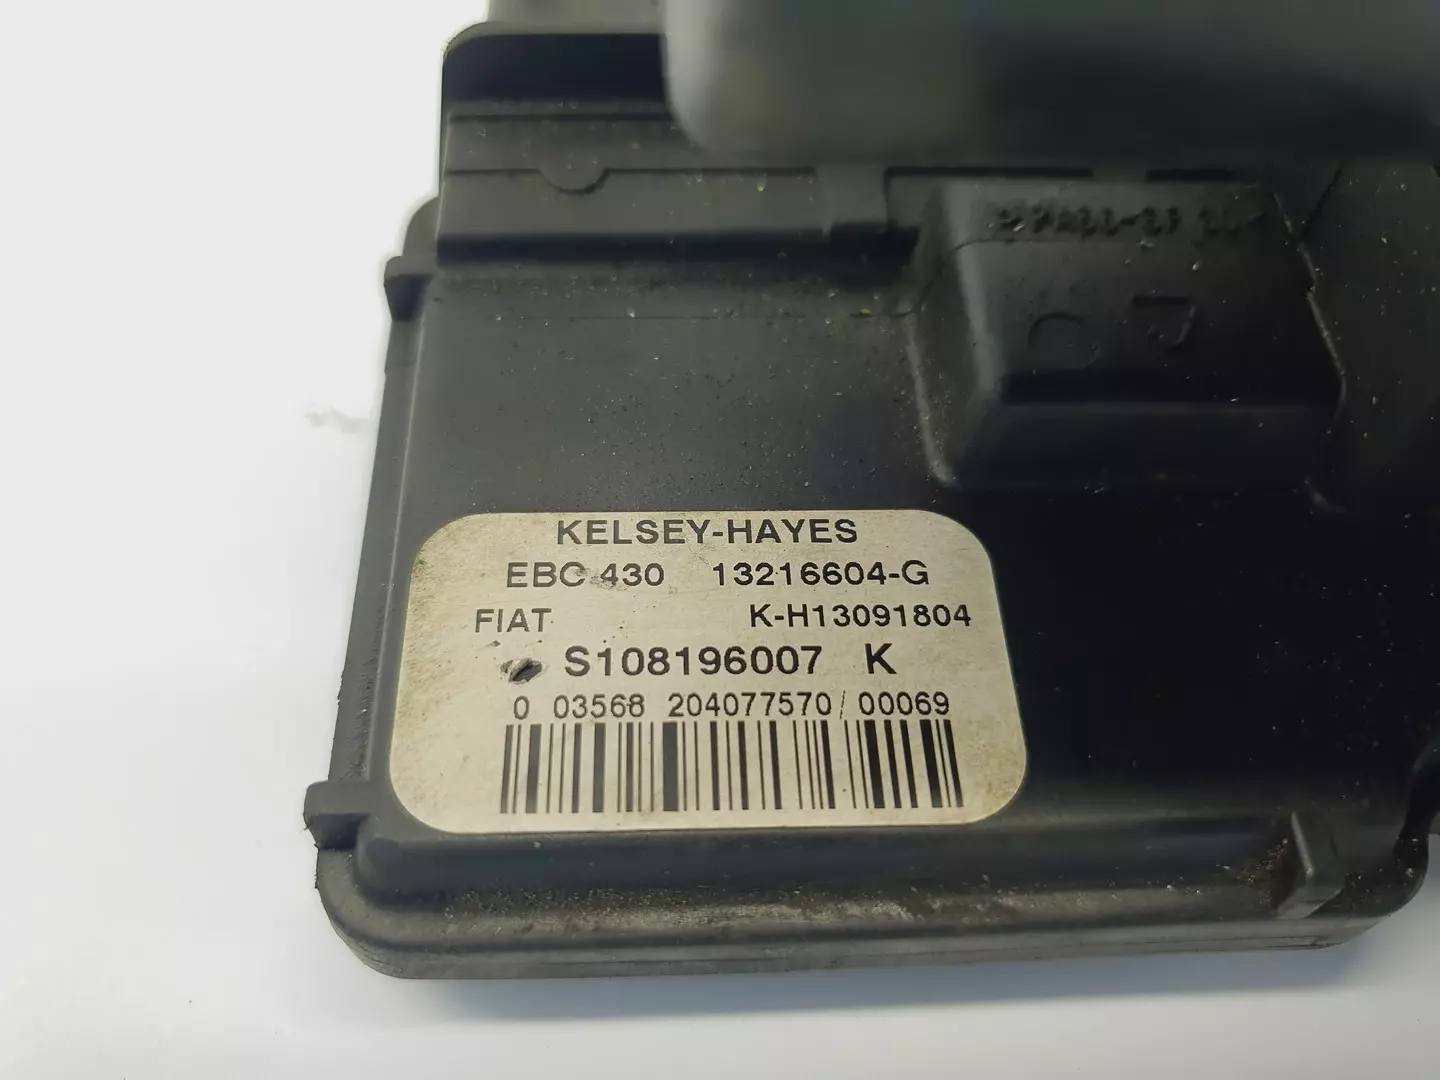 KELSEY-HAYES
EBC 430 13216604-G
FIAT K-H13091804
S108196007 K
0 03568 204077570/00069